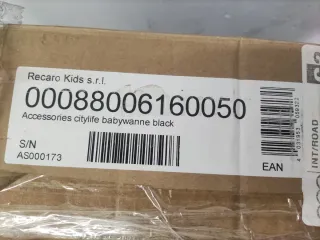 Recaro Kids s.r.l.
00088006160050
Accessories citylife babywanne black
S/N
AS000173
EAN
INT/ROAD